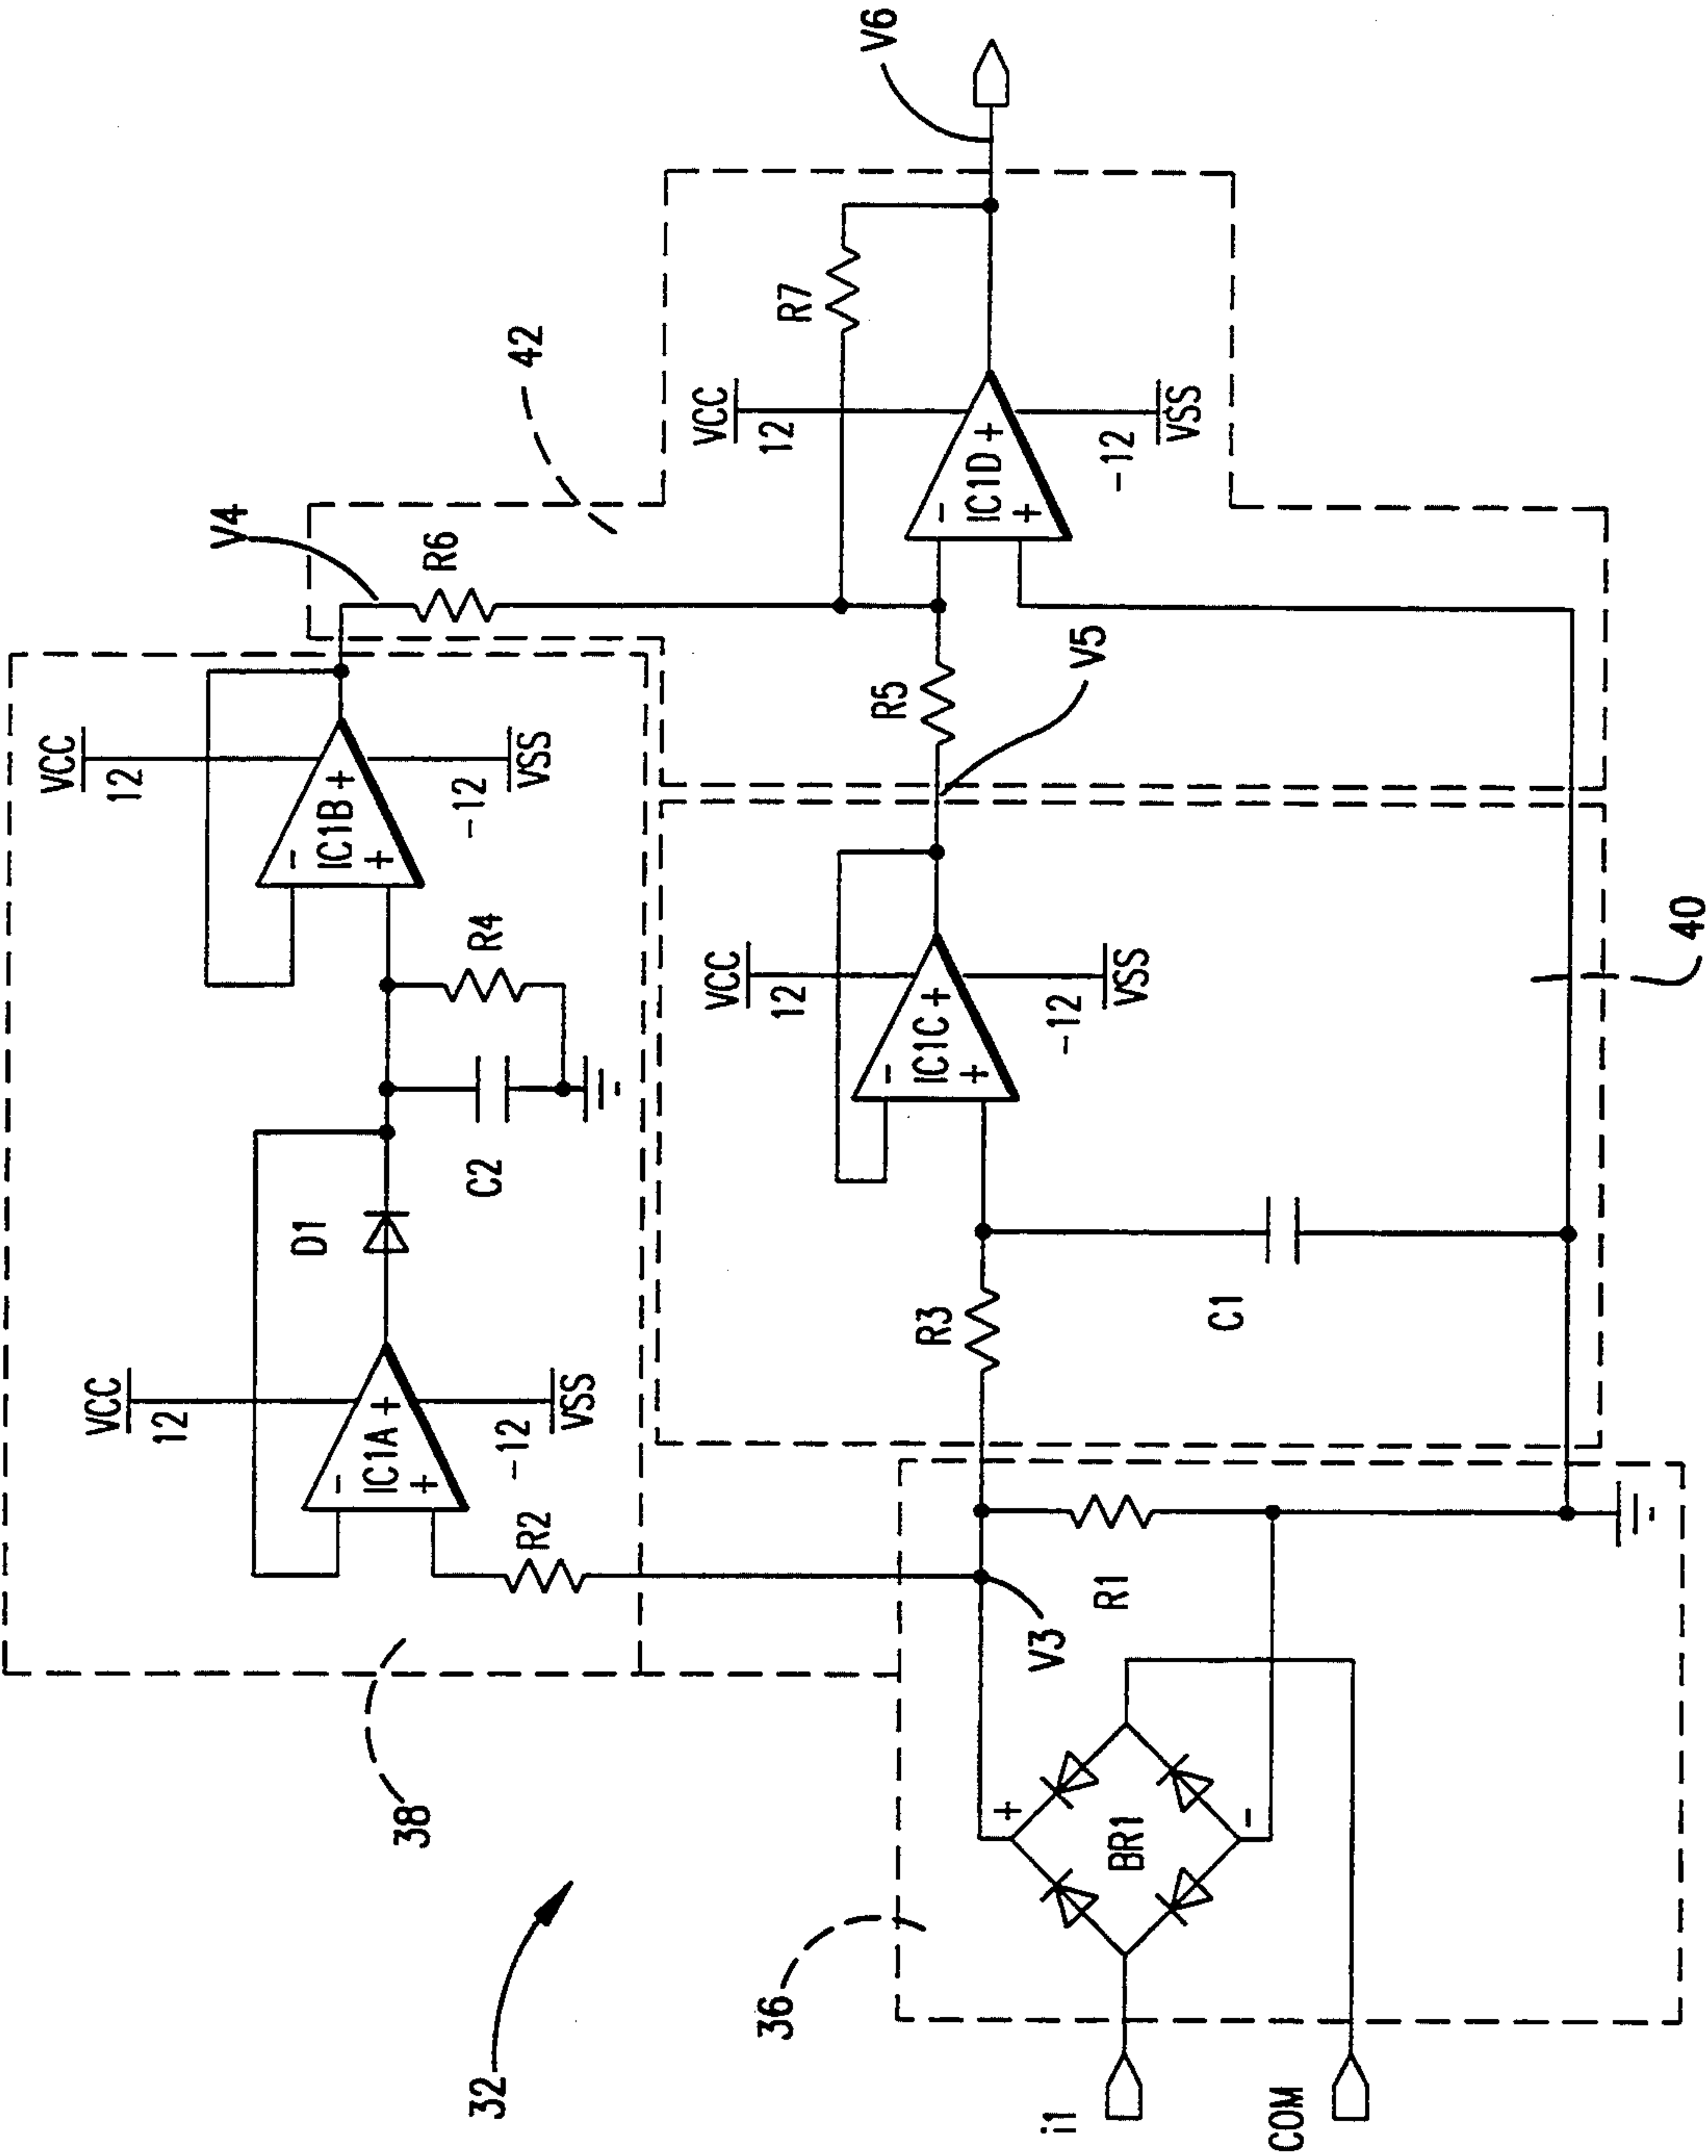 32
38
VCC
12
IC1A
-
+
+
-12
VSS
R2
D1
C2
R4
VCC
12
IC1B
-
+
+
-12
VSS
V4
R6
42
36
i1
COM
BR1
+
-
V3
R1
R3
C1
VCC
12
IC1C
-
+
+
-12
VSS
40
V5
R5
VCC
12
IC1D
-
+
+
-12
VSS
R7
V6